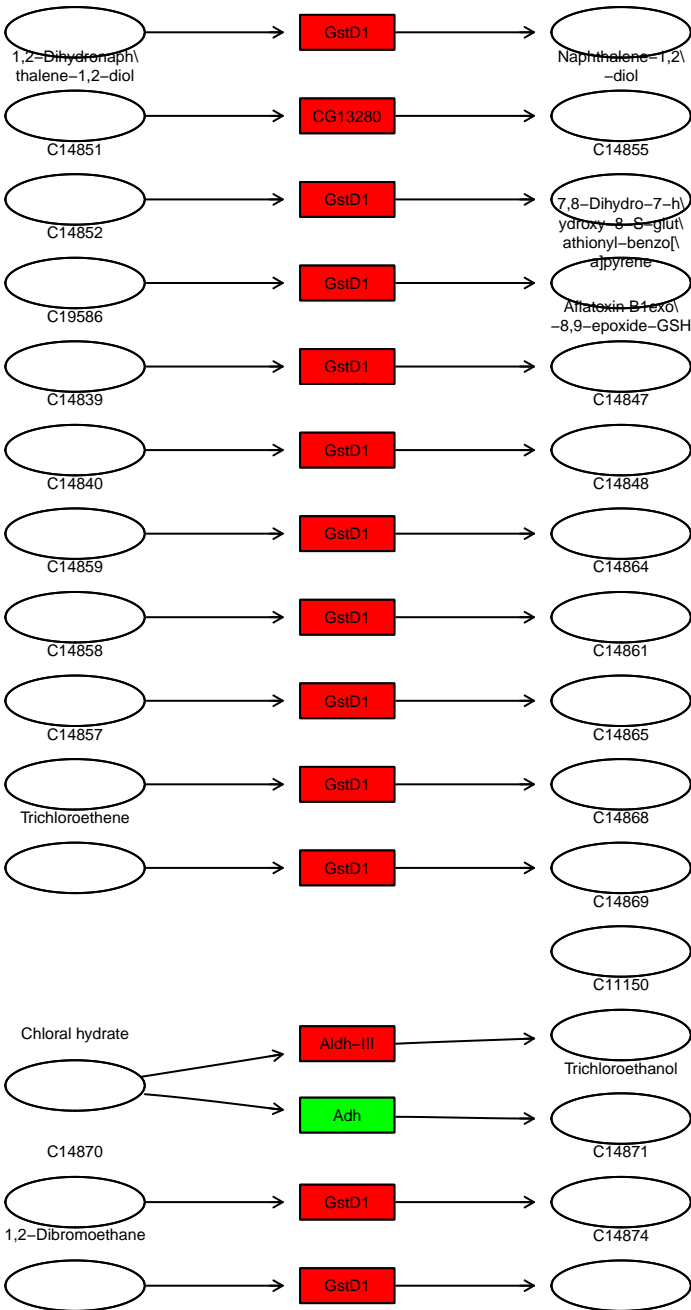 GstD1
1,2−Dihydronaph\
thalene−1,2−diol
Naphthalene−1,2\
−diol
CG13280
C14851
C14855
GstD1
C14852
7,8−Dihydro−7−h\
ydroxy−8−S−glut\
athionyl−benzo[\
a]pyrene
GstD1
C19586
Aflatoxin B1exo\
−8,9−epoxide−GSH
GstD1
C14839
C14847
GstD1
C14840
C14848
GstD1
C14859
C14864
GstD1
C14858
C14861
GstD1
C14857
C14865
GstD1
Trichloroethene
C14868
GstD1
C14869
C11150
Chloral hydrate
Aldh−III
Trichloroethanol
Adh
C14870
C14871
GstD1
1,2−Dibromoethane
C14874
GstD1